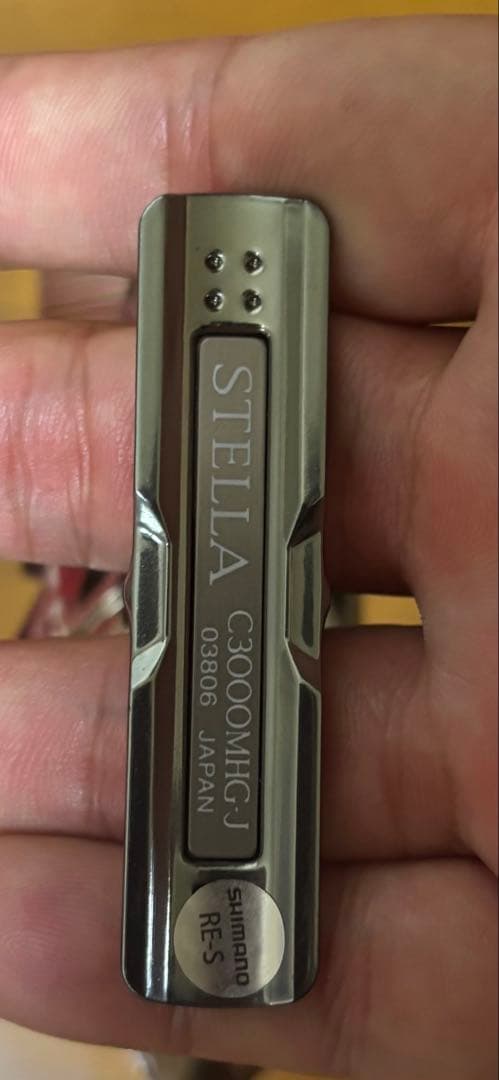 STELLA C3000MHG-J
03806 JAPAN
SHIMANO
RE-S